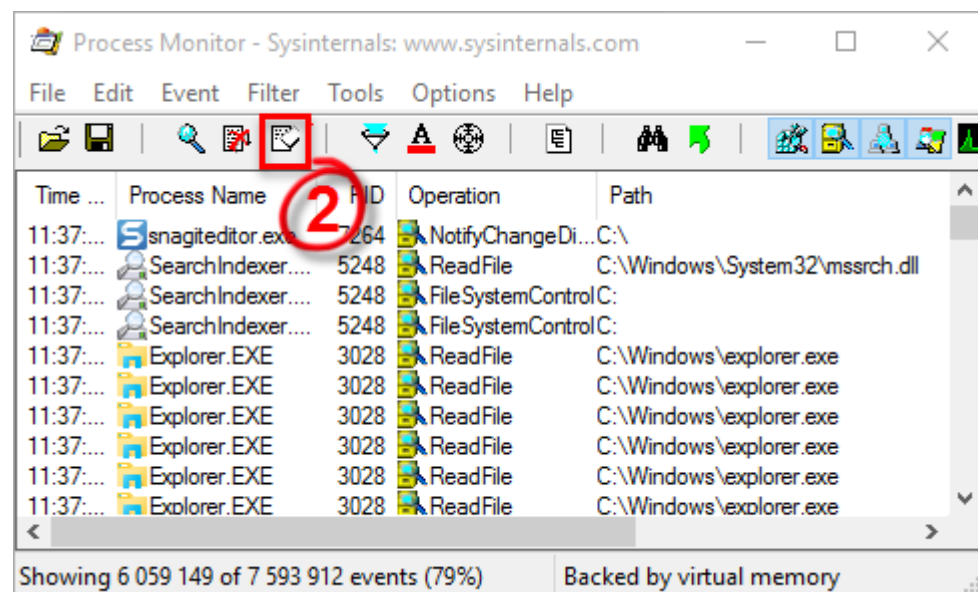 Process Monitor - Sysinternals: www.sysinternals.com
File Edit Event Filter Tools Options Help
A
2
Time ... Process Name PID Operation Path
11:37:... snagiteditor.exe 7264 NotifyChangeDi... C:\
11:37:... SearchIndexer.... 5248 ReadFile C:\Windows\System32\mssrch.dll
11:37:... SearchIndexer.... 5248 FileSystemControl C:
11:37:... SearchIndexer.... 5248 FileSystemControl C:
11:37:... Explorer.EXE 3028 ReadFile C:\Windows\explorer.exe
11:37:... Explorer.EXE 3028 ReadFile C:\Windows\explorer.exe
11:37:... Explorer.EXE 3028 ReadFile C:\Windows\explorer.exe
11:37:... Explorer.EXE 3028 ReadFile C:\Windows\explorer.exe
11:37:... Explorer.EXE 3028 ReadFile C:\Windows\explorer.exe
11:37:... Explorer.EXE 3028 ReadFile C:\Windows\explorer.exe
Showing 6 059 149 of 7 593 912 events (79%) Backed by virtual memory